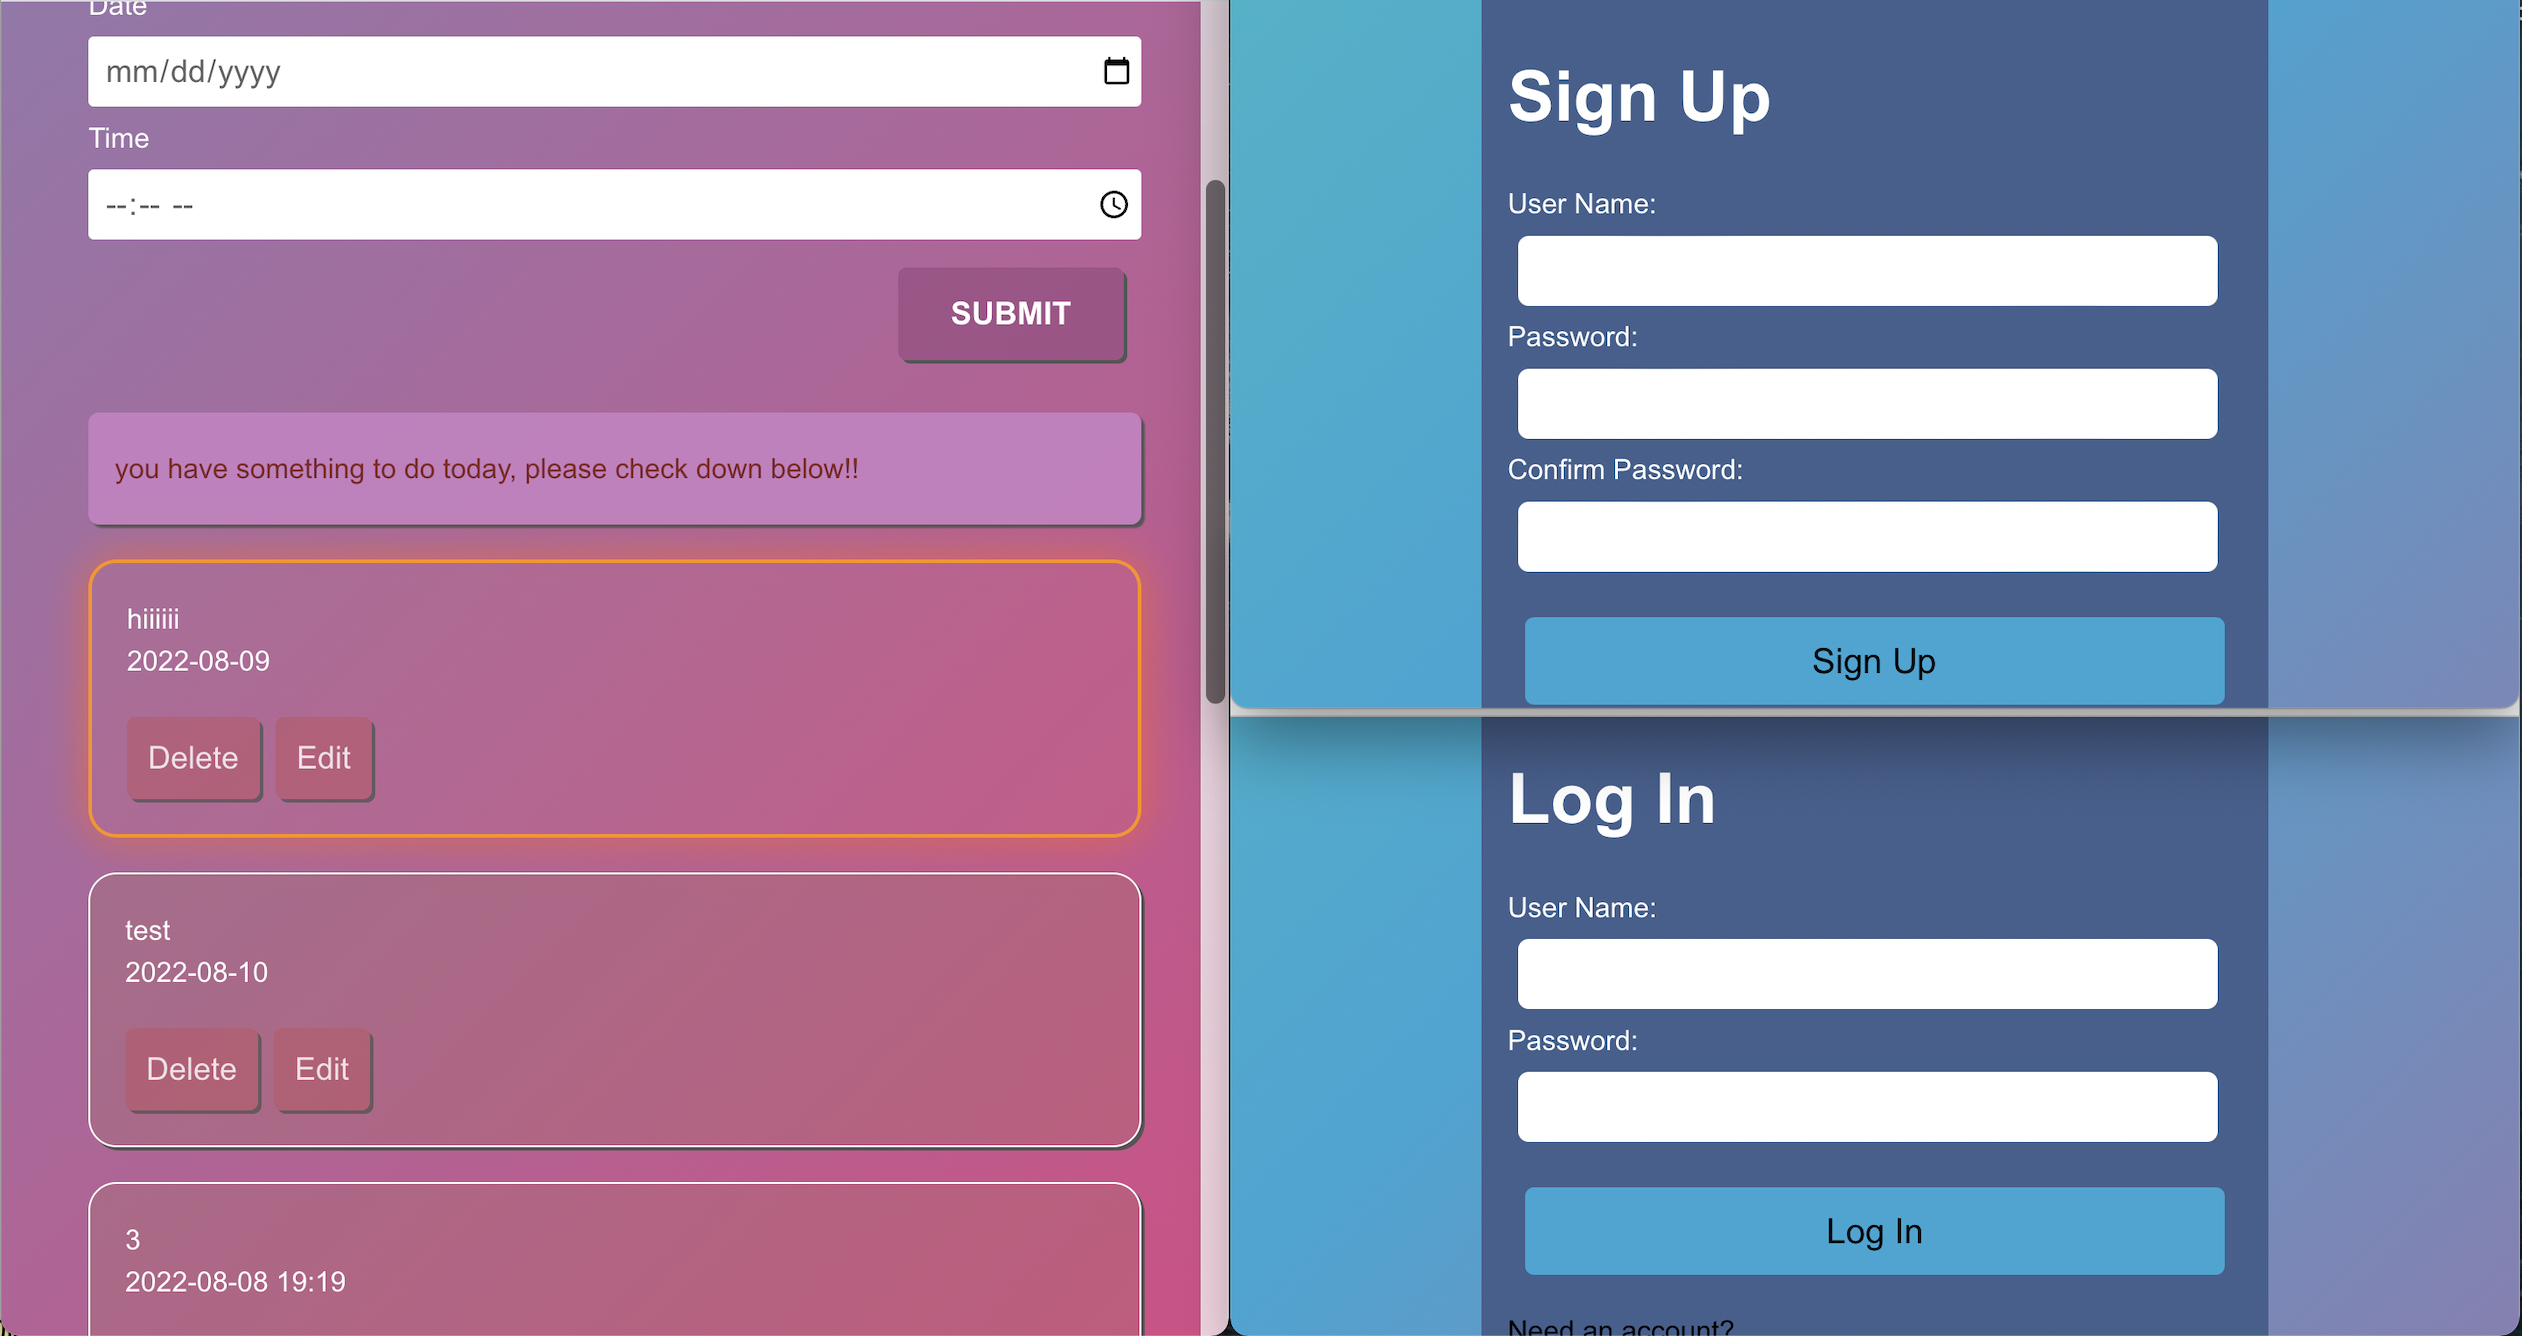 Date
mm/dd/yyyy
Time
--:-- --
SUBMIT
you have something to do today, please check down below!!
hiiiiii
2022-08-09
Delete Edit
test
2022-08-10
Delete Edit
3
2022-08-08 19:19
Sign Up
User Name:
Password:
Confirm Password:
Sign Up
Log In
User Name:
Password:
Log In
Need an account?